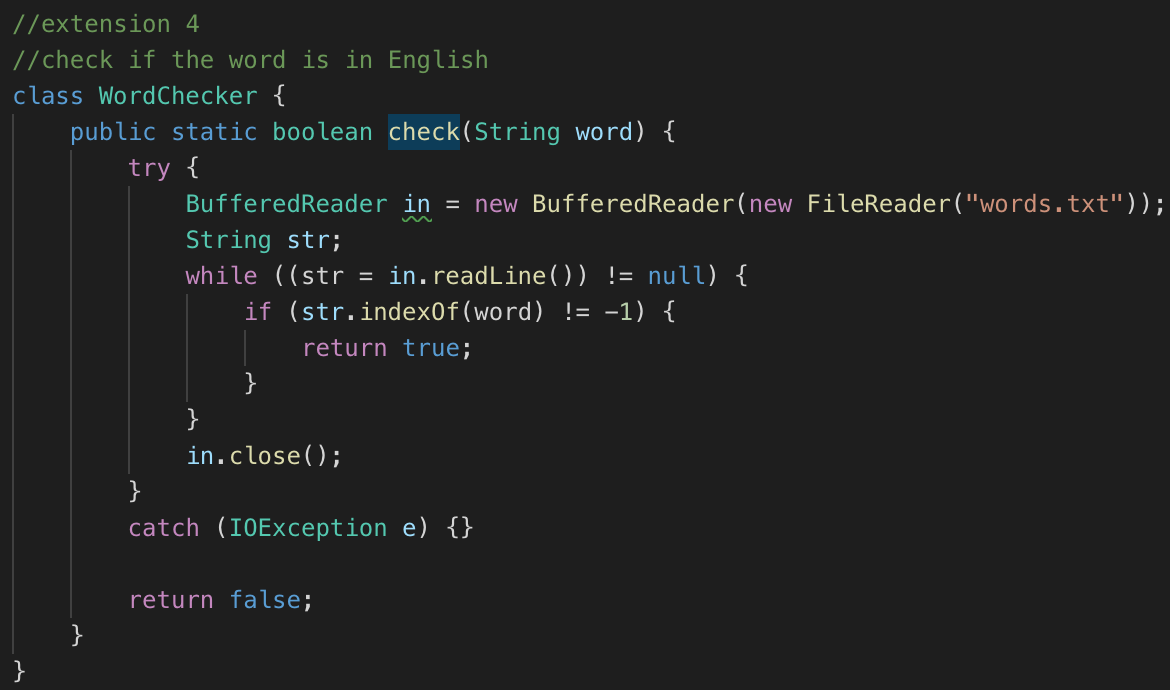 //extension 4
//check if the word is in English
class WordChecker {
    public static boolean check(String word) {
        try {
            BufferedReader in = new BufferedReader(new FileReader("words.txt"));
            String str;
            while ((str = in.readLine()) != null) {
                if (str.indexOf(word) != -1) {
                    return true;
                }
            }
            in.close();
        }
        catch (IOException e) {}

        return false;
    }
}